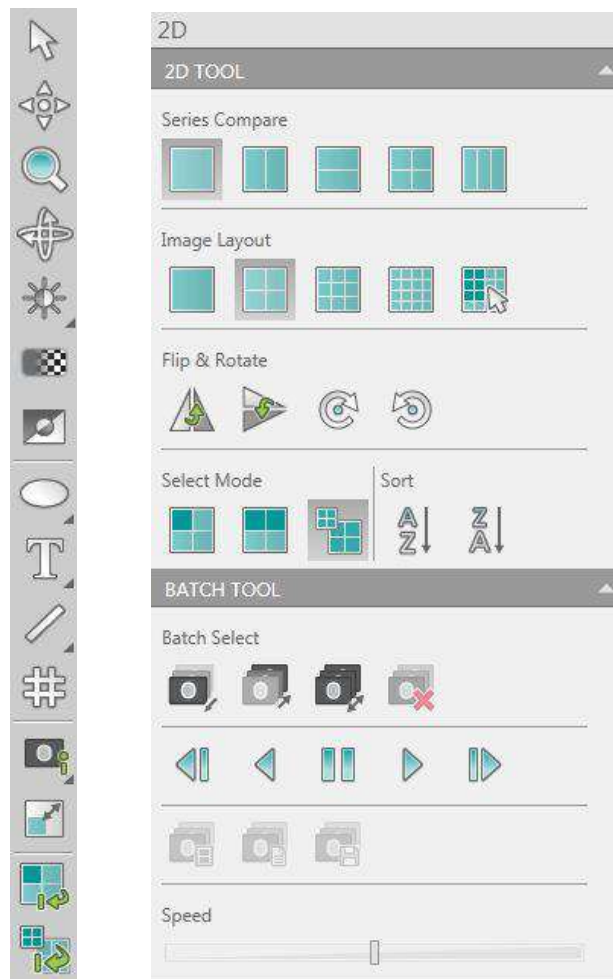 2D
2D TOOL
Series Compare
Image Layout
Flip & Rotate
Select Mode
Sort
A
Z
Z
A
T
BATCH TOOL
Batch Select
Speed